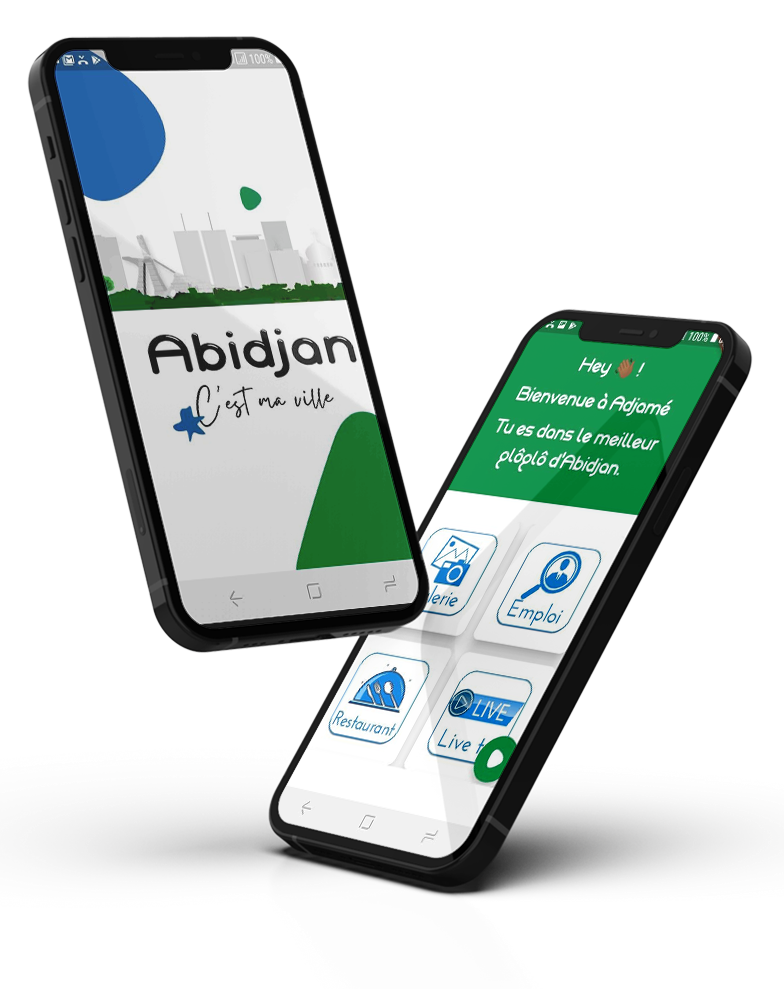 100%
Abidjan
C'est ma ville
100%
Hey 👋🏾 !
Bienvenue à Adjamé
Tu es dans le meilleur
plôplô d'Abidjan.
lerie
Emploi
Restaurant
LIVE
Live t